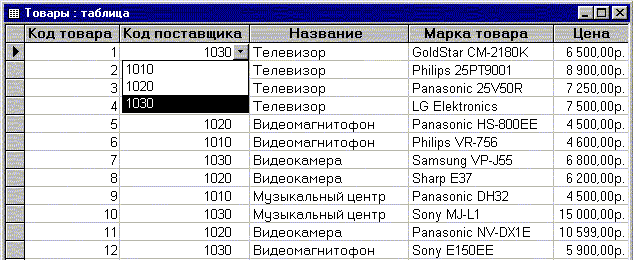 Товары : таблица
Код товара Код поставщика Название Марка товара Цена
1 1030 Телевизор GoldStar CM-2180K 6 500,00р.
2 1010 Телевизор Philips 25PT9001 8 900,00р.
3 1020 Телевизор Panasonic 25V50R 7 250,00р.
4 1030 Телевизор LG Elektronics 7 500,00р.
5 1020 Видеомагнитофон Panasonic HS-800EE 4 500,00р.
6 1010 Видеомагнитофон Philips VR-756 4 600,00р.
7 1030 Видеокамера Samsung VP-J55 6 800,00р.
8 1020 Видеокамера Sharp E37 6 200,00р.
9 1010 Музыкальный центр Panasonic DH32 4 500,00р.
10 1030 Музыкальный центр Sony MJ-L1 15 000,00р.
11 1020 Видеокамера Panasonic NV-DX1E 10 599,00р.
12 1030 Видеомагнитофон Sony E150EE 5 900,00р.